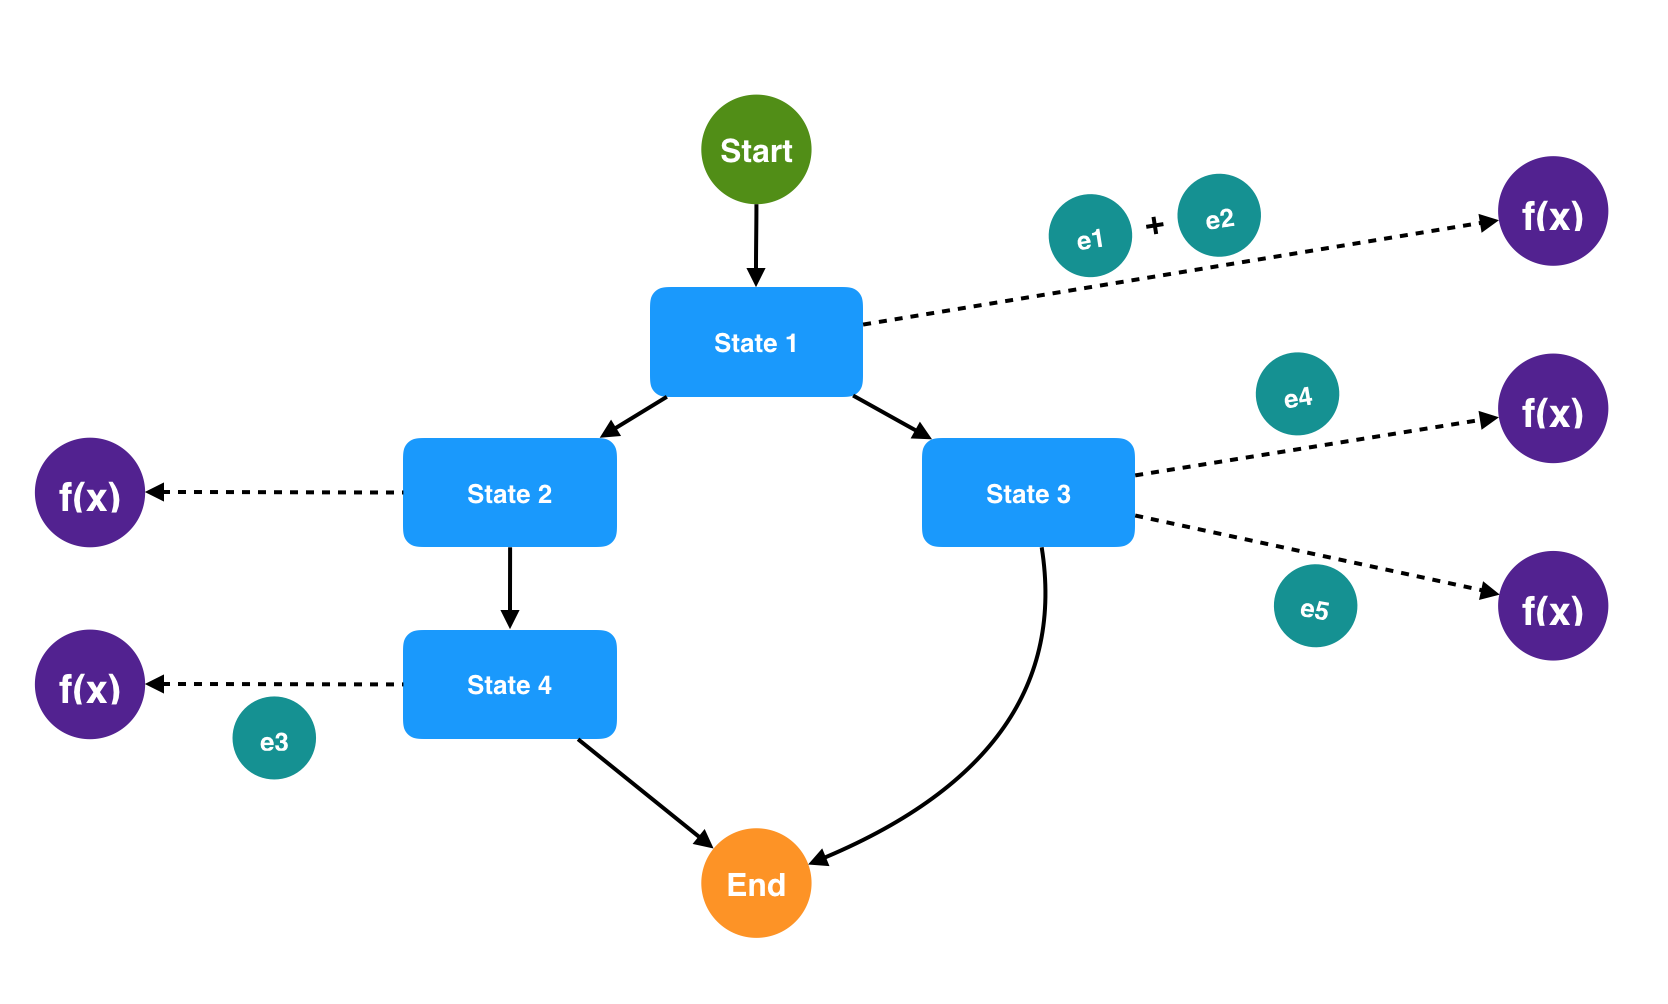 Start
e1 + e2
f(x)
State 1
e4
f(x)
f(x)
State 2
State 3
e5
f(x)
f(x)
State 4
e3
End